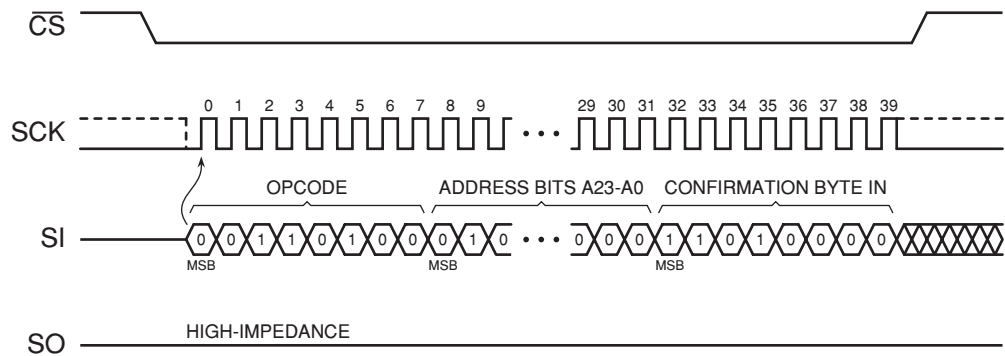 CS
0 1 2 3 4 5 6 7 8 9 29 30 31 32 33 34 35 36 37 38 39
SCK • • •
OPCODE ADDRESS BITS A23-A0 CONFIRMATION BYTE IN
SI 0 0 1 1 0 1 0 0 0 1 0 • • • 0 0 0 1 1 0 1 0 0 0 0
MSB MSB MSB
HIGH-IMPEDANCE
SO